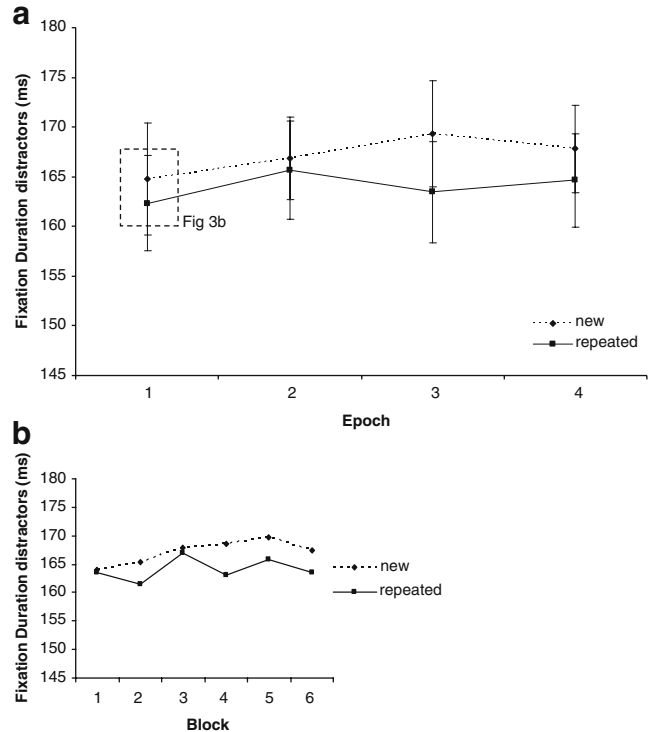 a
Fixation Duration distractors (ms)
180
175
170
165
160
155
150
145
Fig 3b
new
repeated
1 2 3 4
Epoch
b
Fixation Duration distractors (ms)
180
175
170
165
162
155
150
145
new
repeated
1 2 3 4 5 6
Block